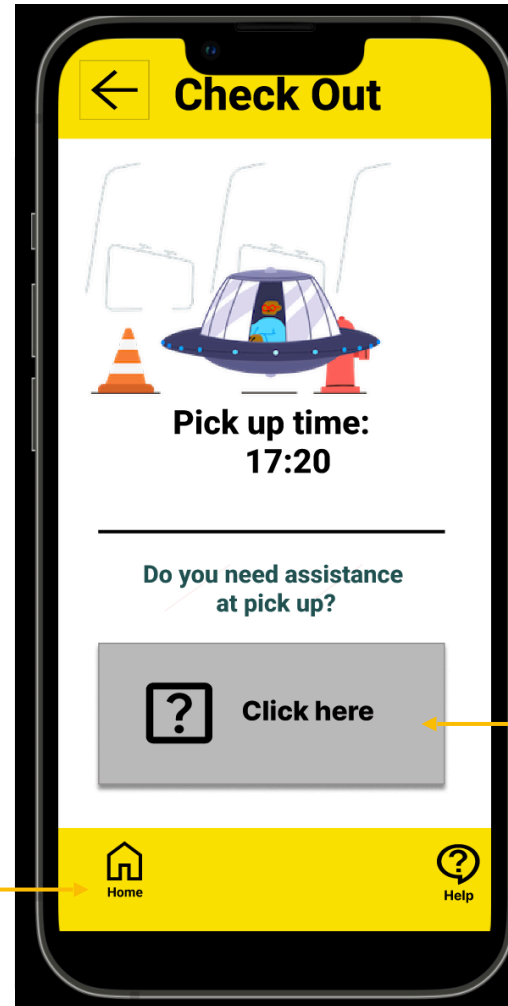 Check Out
Pick up time:
17:20
Do you need assistance
at pick up?
? Click here
Home
?
Help